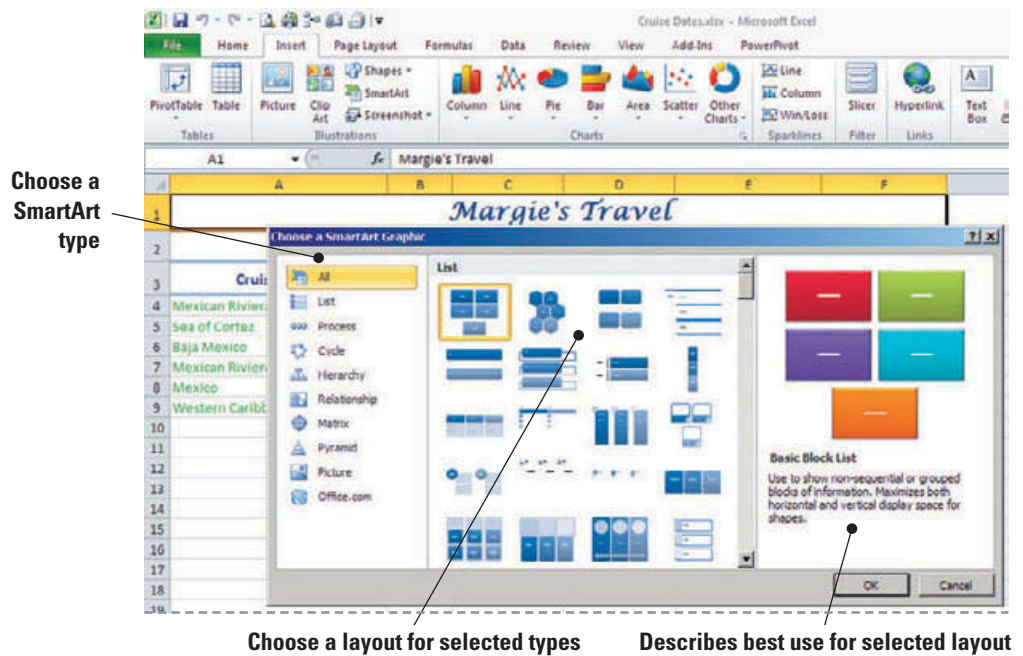 Cruise Dates.xlsx - Microsoft Excel
File Home Insert Page Layout Formulas Data Review View Add-Ins PowerPivot
PivotTable Table Picture Clip Art Shapes SmartArt Screenshot Column Line Pie Bar Area Scatter Other Charts Line Column Win/Loss Slicer Hyperlink Text Box
Tables Illustrations Charts Sparklines Filter Links
A1 fx Margie's Travel
A B C D E F
Choose a
SmartArt
type
1 Margie's Travel
2
Choose a SmartArt Graphic
3
4 Mexican
5 Sea of Cortez
6 Baja Mexico
7 Mexican
8 Mexico
9 Western
10
11
12
13
14
15
16
17
18
19
All
List
Process
Cycle
Hierarchy
Relationship
Matrix
Pyramid
Picture
Office.com
List
Basic Block List
Use to show non-sequential or grouped
blocks of information. Maximizes both
horizontal and vertical display space for
shapes.
OK Cancel
Choose a layout for selected types
Describes best use for selected layout